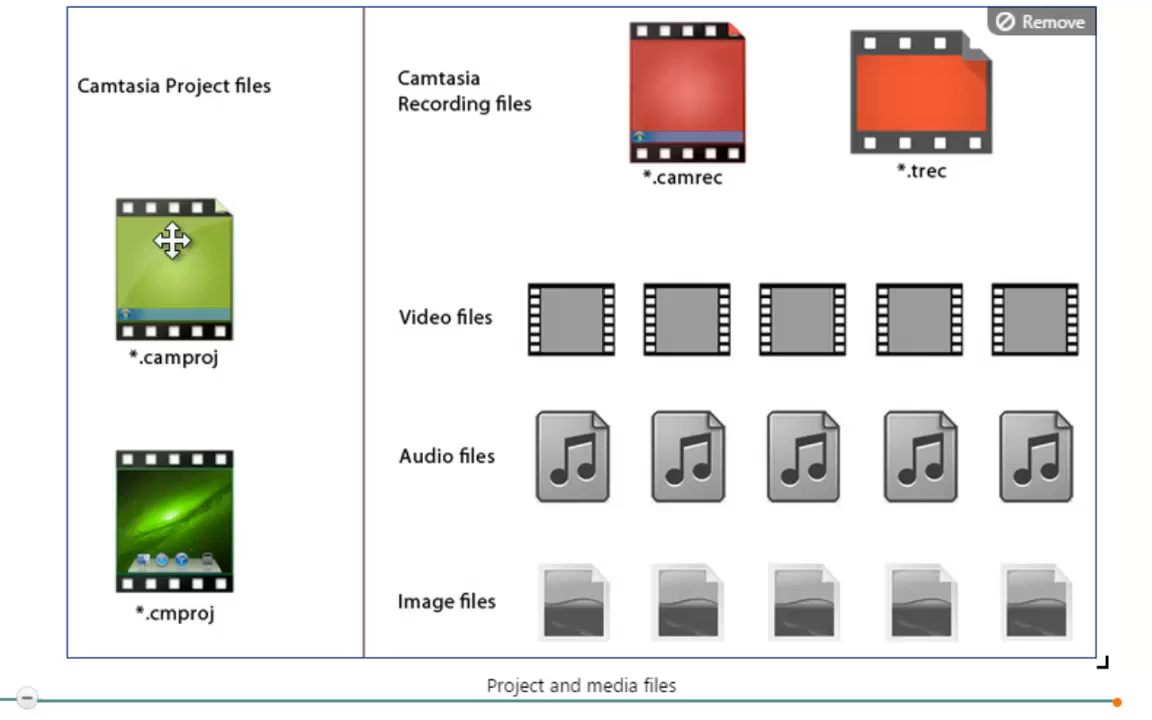 Remove
Camtasia Project files
*.camproj
*.cmproj
Camtasia
Recording files
*.camrec
*.trec
Video files
Audio files
Image files
Project and media files